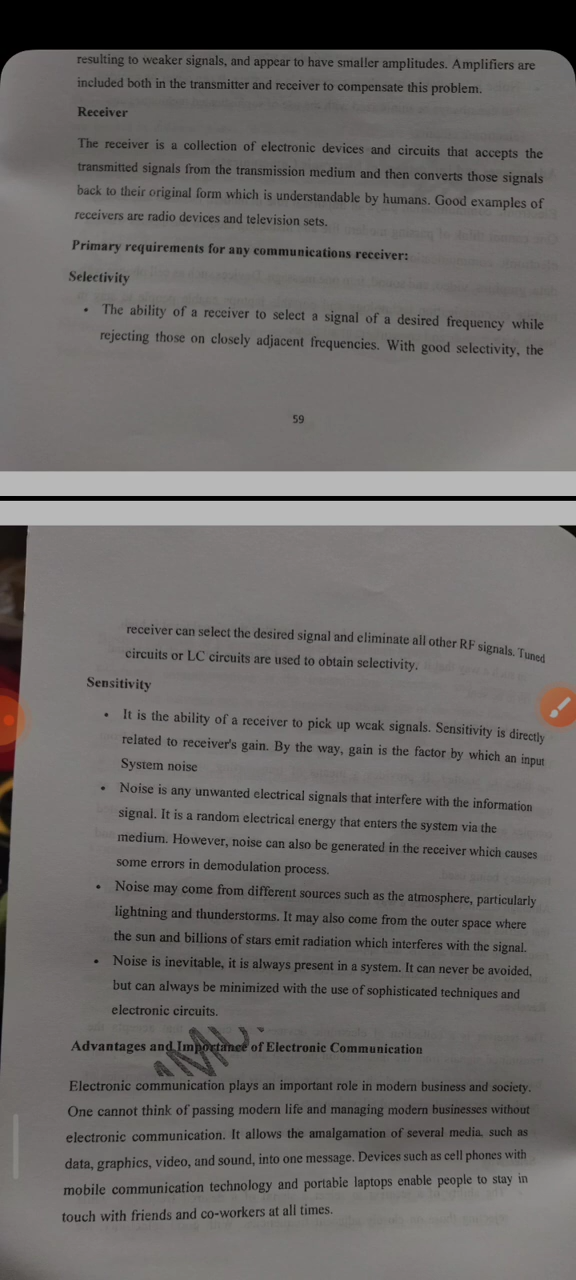 resulting to weaker signals, and appear to have smaller amplitudes. Amplifiers are
included both in the transmitter and receiver to compensate this problem.
Receiver
The receiver is a collection of electronic devices and circuits that accepts the
transmitted signals from the transmission medium and then converts those signals
back to their original form which is understandable by humans. Good examples of
receivers are radio devices and television sets.
Primary requirements for any communications receiver:
Selectivity
• The ability of a receiver to select a signal of a desired frequency while
rejecting those on closely adjacent frequencies. With good selectivity, the
59
receiver can select the desired signal and eliminate all other RF signals. Tuned
circuits or LC circuits are used to obtain selectivity.
Sensitivity
• It is the ability of a receiver to pick up weak signals. Sensitivity is directly
related to receiver's gain. By the way, gain is the factor by which an input
System noise
• Noise is any unwanted electrical signals that interfere with the information
signal. It is a random electrical energy that enters the system via the
medium. However, noise can also be generated in the receiver which causes
some errors in demodulation process.
• Noise may come from different sources such as the atmosphere, particularly
lightning and thunderstorms. It may also come from the outer space where
the sun and billions of stars emit radiation which interferes with the signal.
• Noise is inevitable, it is always present in a system. It can never be avoided,
but can always be minimized with the use of sophisticated techniques and
electronic circuits.
Advantages and Importance of Electronic Communication
Electronic communication plays an important role in modern business and society.
One cannot think of passing modern life and managing modern businesses without
electronic communication. It allows the amalgamation of several media, such as
data, graphics, video, and sound, into one message. Devices such as cell phones with
mobile communication technology and portable laptops enable people to stay in
touch with friends and co-workers at all times.